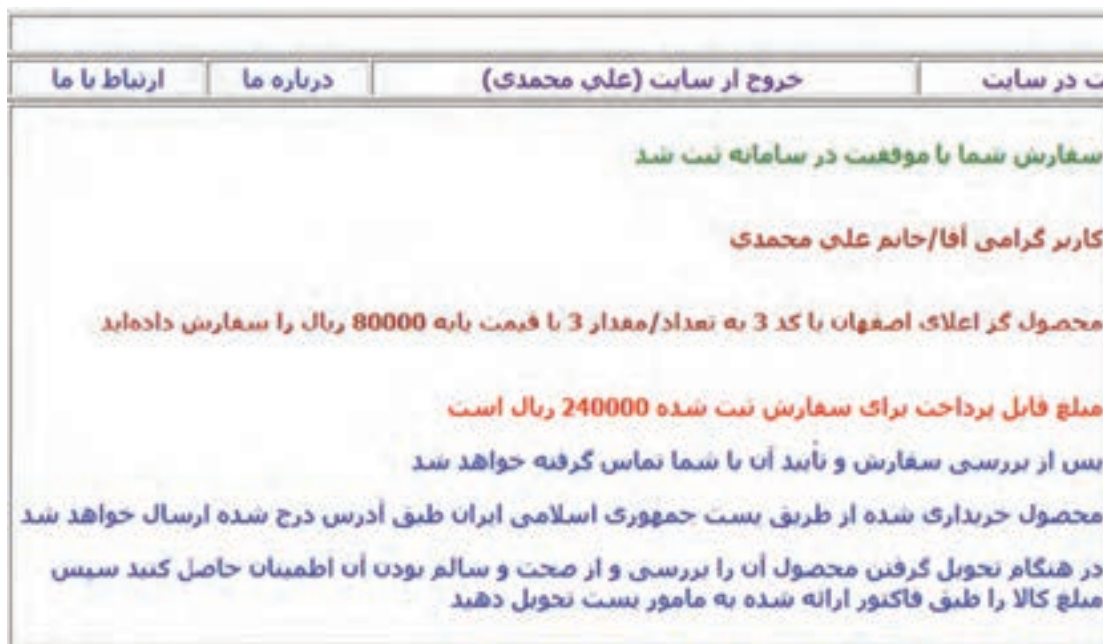 ت در سایت	خروج از سایت (علی محمدی)	درباره ما	ارتباط با ما
سفارش شما با موفقیت در سامانه ثبت شد
کاربر گرامی آقا/خانم علی محمدی
محصول گز اعلای اصفهان با کد 3 به تعداد/مقدار 3 با قیمت پایه 80000 ریال را سفارش داده‌اید
مبلغ قابل پرداخت برای سفارش ثبت شده 240000 ریال است
پس از بررسی سفارش و تأیید آن با شما تماس گرفته خواهد شد
محصول خریداری شده از طریق پست جمهوری اسلامی ایران طبق آدرس درج شده ارسال خواهد شد
در هنگام تحویل گرفتن محصول آن را بررسی و از صحت و سالم بودن آن اطمینان حاصل کنید سپس
مبلغ کالا را طبق فاکتور ارائه شده به مامور پست تحویل دهید